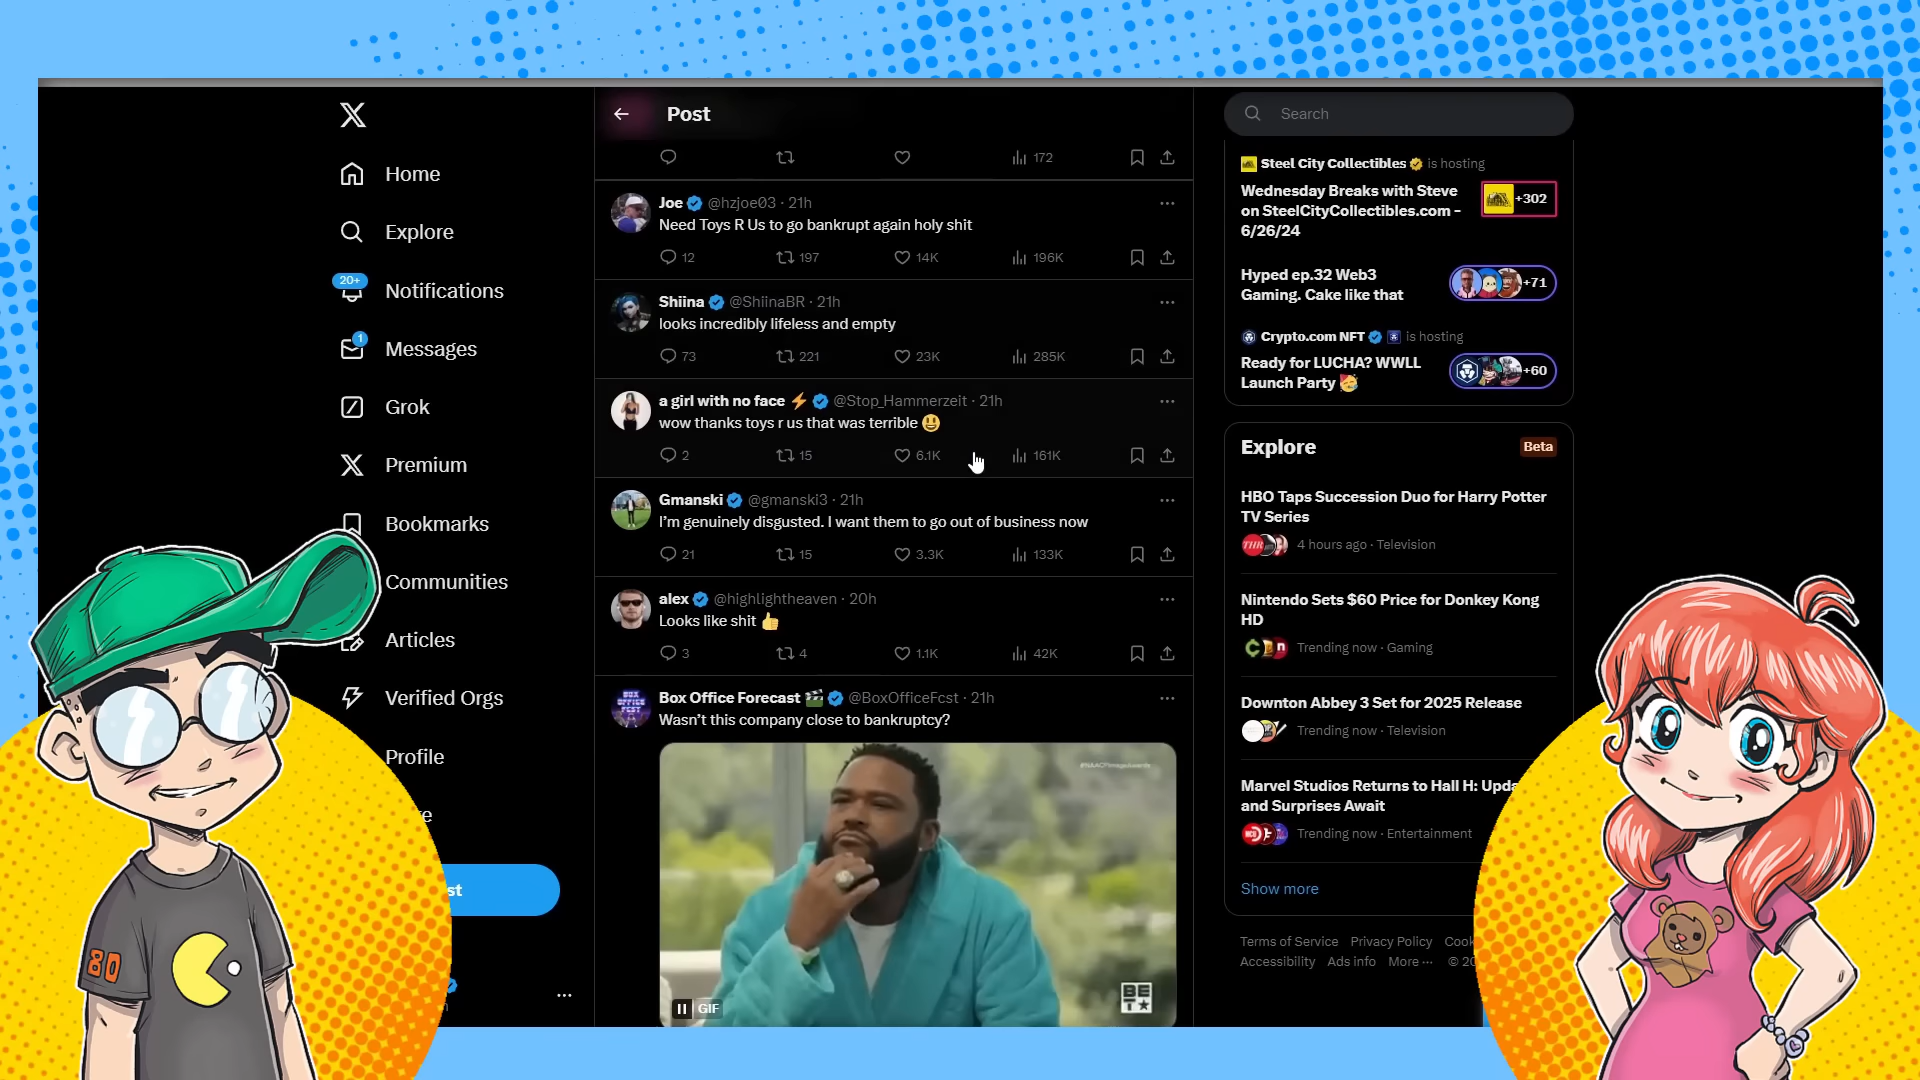 Home
Explore
20+
Notifications
1
Messages
Grok
Premium
Bookmarks
Communities
Articles
Verified Orgs
Profile
st
80
Post
172
Joe @hzjoe03 · 21h
Need Toys R Us to go bankrupt again holy shit
12 197 14K 196K
Shiina @ShiinaBR · 21h
looks incredibly lifeless and empty
73 221 23K 285K
a girl with no face ⚡ @Stop_Hammerzeit · 21h
wow thanks toys r us that was terrible 😃
2 15 6.1K 161K
Gmanski @gmanski3 · 21h
I'm genuinely disgusted. I want them to go out of business now
21 15 3.3K 133K
alex @highlightheaven · 20h
Looks like shit 👍
3 4 1.1K 42K
Box Office Forecast 🎬 @BoxOfficeFcst · 21h
Wasn't this company close to bankruptcy?
BET
GIF
Search
Steel City Collectibles is hosting
Wednesday Breaks with Steve
on SteelCityCollectibles.com -
6/26/24
+302
Hyped ep.32 Web3
Gaming. Cake like that
+71
Crypto.com NFT is hosting
Ready for LUCHA? WWLL
Launch Party 🥳
+60
Explore
Beta
HBO Taps Succession Duo for Harry Potter
TV Series
THR
4 hours ago · Television
Nintendo Sets $60 Price for Donkey Kong
HD
Trending now · Gaming
Downton Abbey 3 Set for 2025 Release
Trending now · Television
Marvel Studios Returns to Hall H: Upda
and Surprises Await
Trending now · Entertainment
Show more
Terms of Service Privacy Policy Cook
Accessibility Ads info More ··· © 20